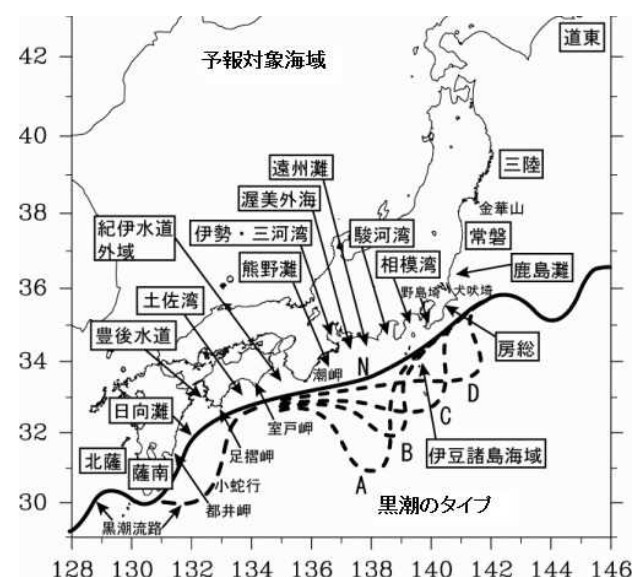 予報対象海域
道東
42
遠州灘
40
三陸
渥美外海
金華山
38
伊勢・三河湾
駿河湾
常磐
紀伊水道
外域
相模湾
熊野灘
鹿島灘
36
野島埼
犬吠埼
土佐湾
豊後水道
房総
34
潮岬
N
D
日向灘
室戸岬
C
32
足摺岬
B
伊豆諸島海域
北薩
薩南
小蛇行
A
都井岬
黒潮のタイプ
30
黒潮流路
128 130 132 134 136 138 140 142 144 146